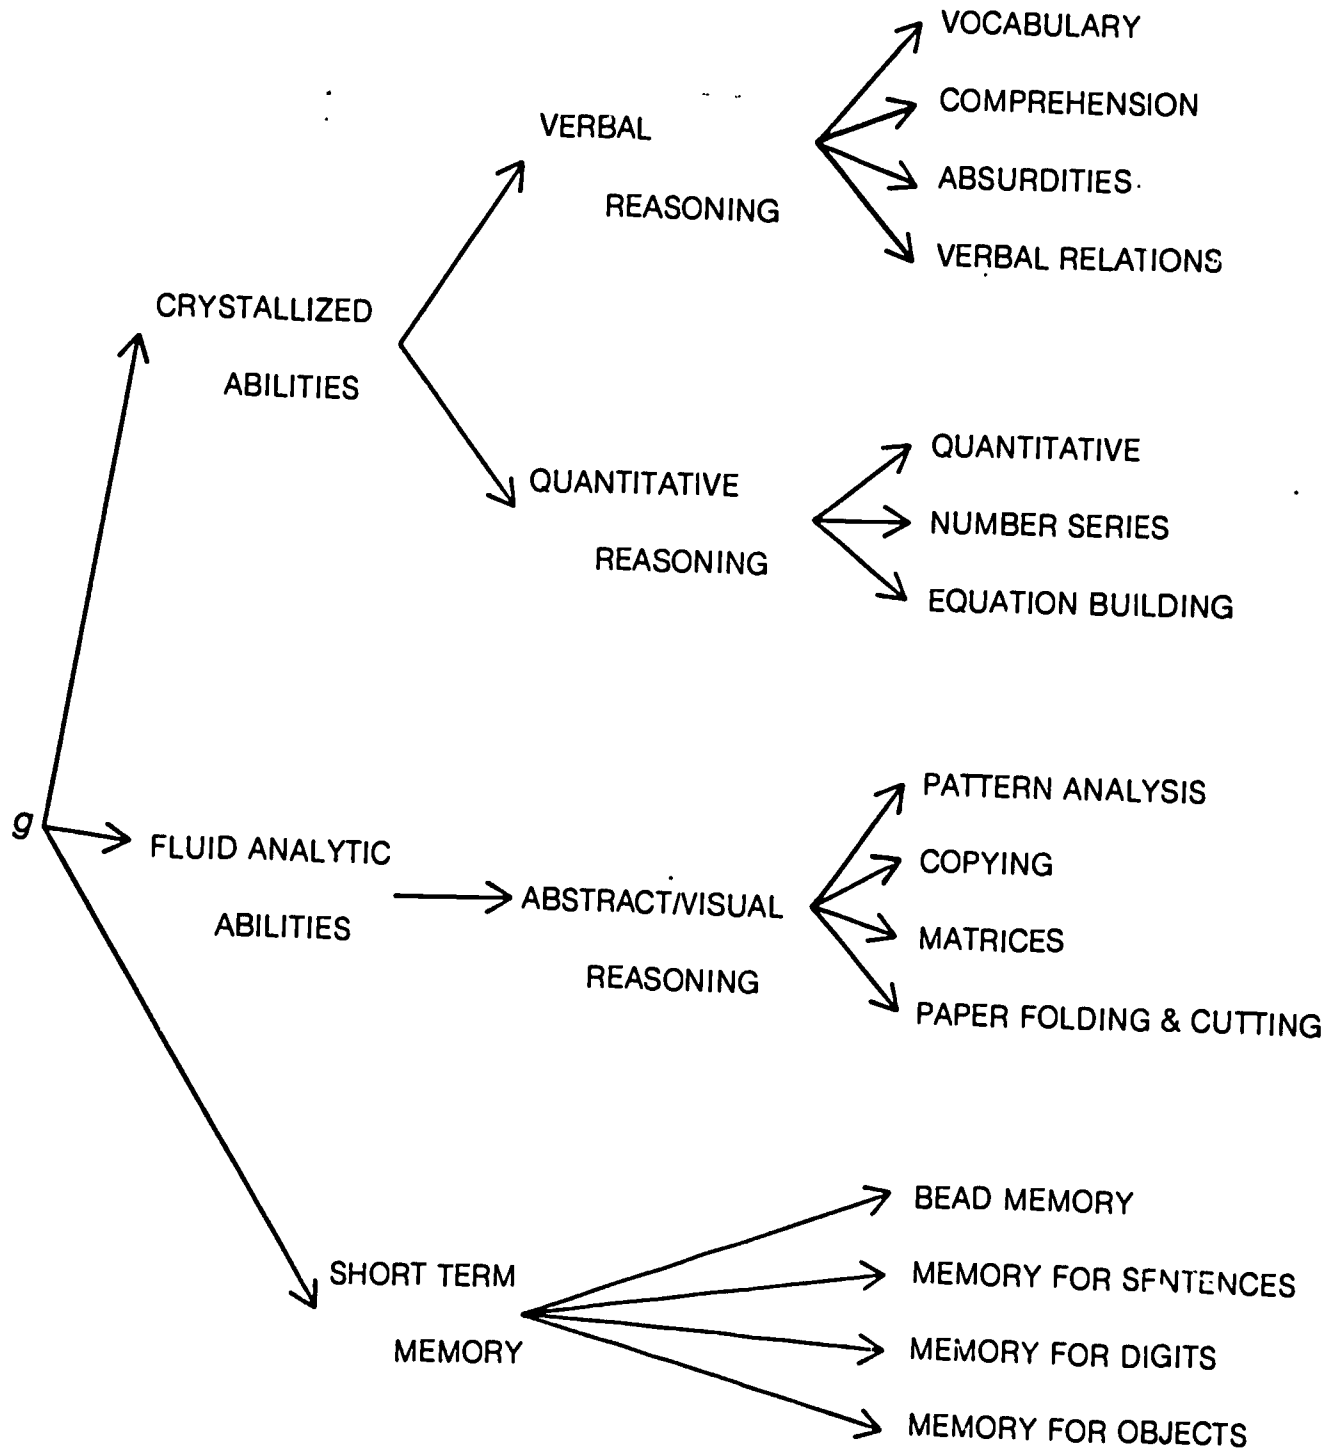 VOCABULARY
COMPREHENSION
VERBAL
REASONING
ABSURDITIES
VERBAL RELATIONS
CRYSTALLIZED
ABILITIES
QUANTITATIVE
QUANTITATIVE
REASONING
NUMBER SERIES
EQUATION BUILDING
g
FLUID ANALYTIC
ABILITIES
ABSTRACT/VISUAL
REASONING
PATTERN ANALYSIS
COPYING
MATRICES
PAPER FOLDING & CUTTING
SHORT TERM
MEMORY
BEAD MEMORY
MEMORY FOR SENTENCES
MEMORY FOR DIGITS
MEMORY FOR OBJECTS